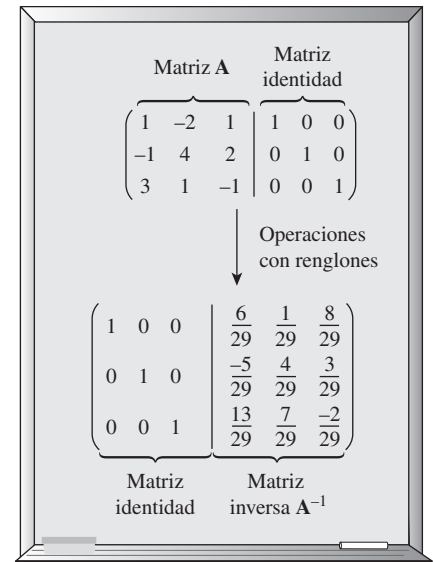 Matriz A
Matriz
identidad
1 –2 1 1 0 0
–1 4 2 0 1 0
3 1 –1 0 0 1
Operaciones
con renglones
1 0 0 6/29 1/29 8/29
0 1 0 –5/29 4/29 3/29
0 0 1 13/29 7/29 –2/29
Matriz
identidad
Matriz
inversa A⁻¹